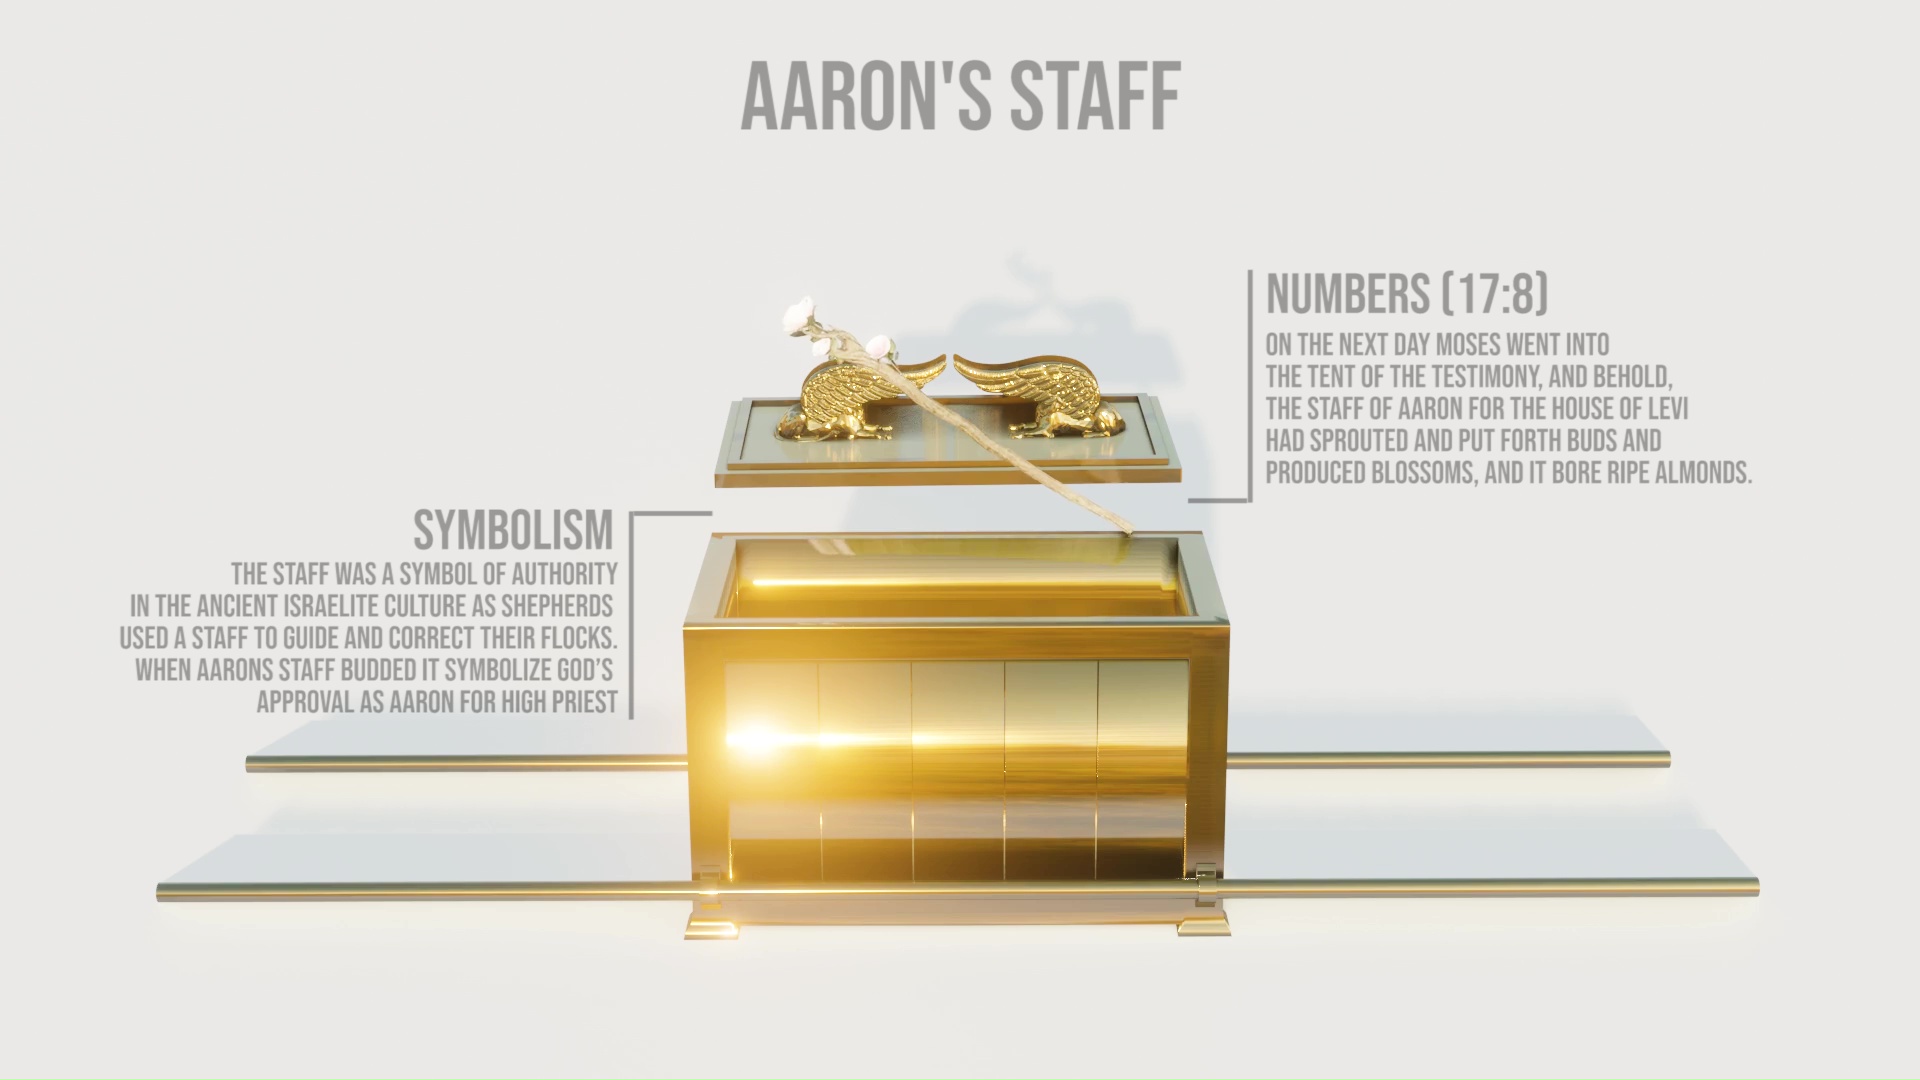 AARON'S STAFF
NUMBERS (17:8)
ON THE NEXT DAY MOSES WENT INTO
THE TENT OF THE TESTIMONY, AND BEHOLD,
THE STAFF OF AARON FOR THE HOUSE OF LEVI
HAD SPROUTED AND PUT FORTH BUDS AND
PRODUCED BLOSSOMS, AND IT BORE RIPE ALMONDS.
SYMBOLISM
THE STAFF WAS A SYMBOL OF AUTHORITY
IN THE ANCIENT ISRAELITE CULTURE AS SHEPHERDS
USED A STAFF TO GUIDE AND CORRECT THEIR FLOCKS.
WHEN AARONS STAFF BUDDED IT SYMBOLIZE GOD’S
APPROVAL AS AARON FOR HIGH PRIEST